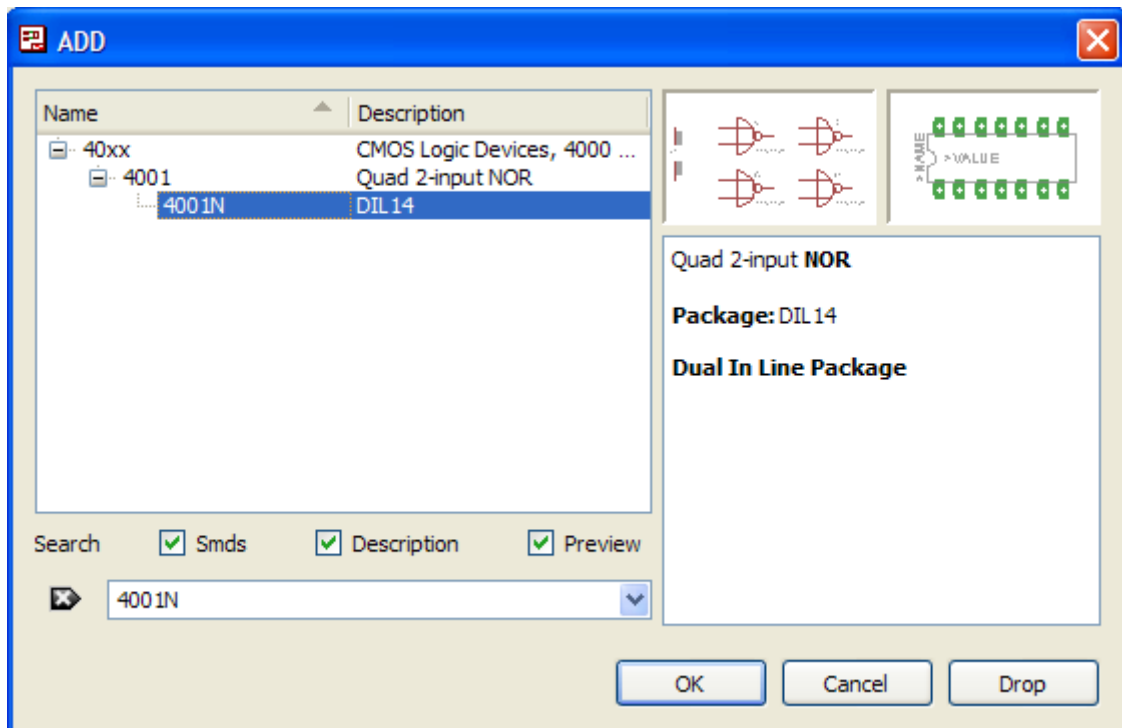 ADD
Name Description
40xx CMOS Logic Devices, 4000 ...
4001 Quad 2-input NOR
4001N DIL14
>NAME
>VALUE
Quad 2-input NOR
Package: DIL14
Dual In Line Package
Search Smds Description Preview
4001N
OK Cancel Drop